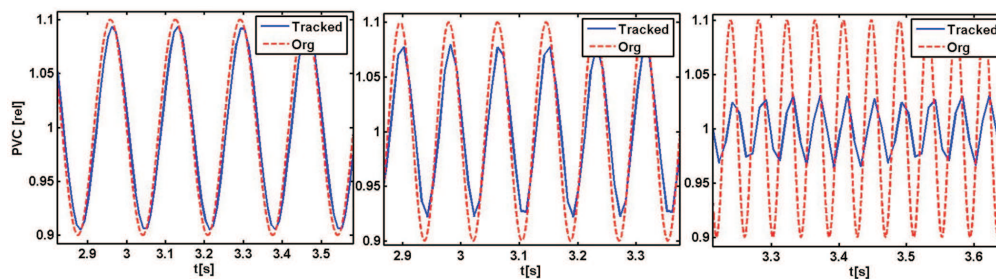 PVC [rel]
1.1
1.05
1
0.95
0.9
Tracked
Org
2.9 3 3.1 3.2 3.3 3.4 3.5
t[s]
1.1
1.05
1
0.95
0.9
Tracked
Org
2.9 3 3.1 3.2 3.3
t[s]
1.1
1.05
1
0.95
0.9
Tracked
Org
3.3 3.4 3.5 3.6
t[s]